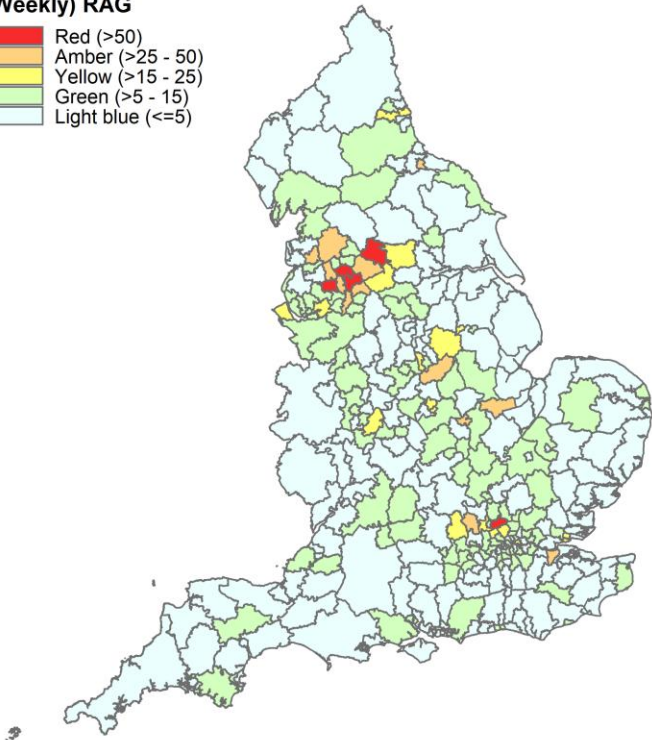 Weekly) RAG
Red (>50)
Amber (>25 - 50)
Yellow (>15 - 25)
Green (>5 - 15)
Light blue (<=5)